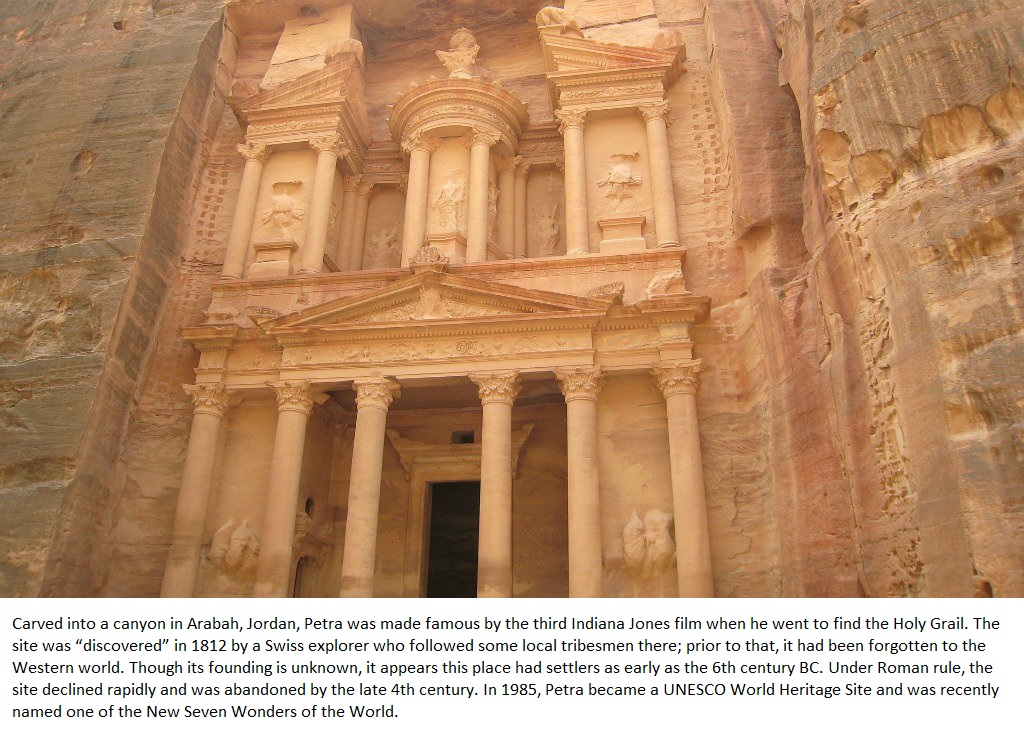 Carved into a canyon in Arabah, Jordan, Petra was made famous by the third Indiana Jones film when he went to find the Holy Grail. The
site was “discovered” in 1812 by a Swiss explorer who followed some local tribesmen there; prior to that, it had been forgotten to the
Western world. Though its founding is unknown, it appears this place had settlers as early as the 6th century BC. Under Roman rule, the
site declined rapidly and was abandoned by the late 4th century. In 1985, Petra became a UNESCO World Heritage Site and was recently
named one of the New Seven Wonders of the World.